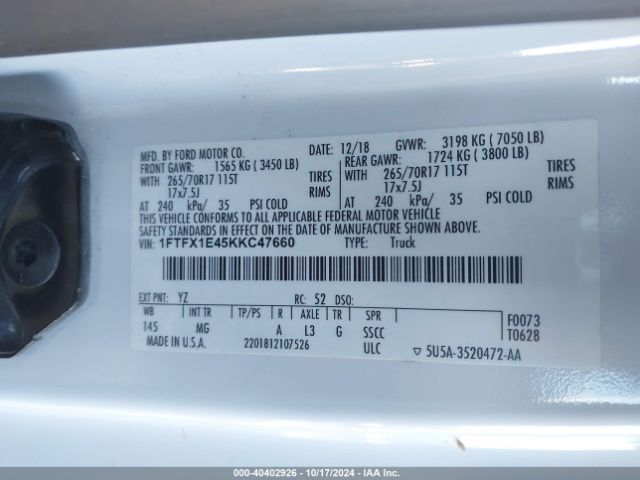 MFD. BY FORD MOTOR CO. DATE: 12/18 GVWR: 3198 KG ( 7050 LB)
FRONT GAWR: 1565 KG ( 3450 LB) REAR GAWR: 1724 KG ( 3800 LB)
WITH 265/70R17 115T TIRES WITH 265/70R17 115T TIRES
17x7.5J RIMS 17x7.5J RIMS
AT 240 kPa/ 35 PSI COLD AT 240 kPa/ 35 PSI COLD
THIS VEHICLE CONFORMS TO ALL APPLICABLE FEDERAL MOTOR VEHICLE
SAFETY STANDARDS IN EFFECT ON THE DATE OF MANUFACTURE SHOWN ABOVE.
VIN: 1FTFX1E45KKC47660 TYPE: Truck
EXT PNT: YZ RC: 52 DSO:
WB INT TR TP/PS R AXLE TR SPR F0073
145 MG A L3 G SSCC T0628
MADE IN U.S.A. 2201812107526 ULC ▽ 5U5A-3520472-AA
000-40402926 - 10/17/2024 - IAA Inc.